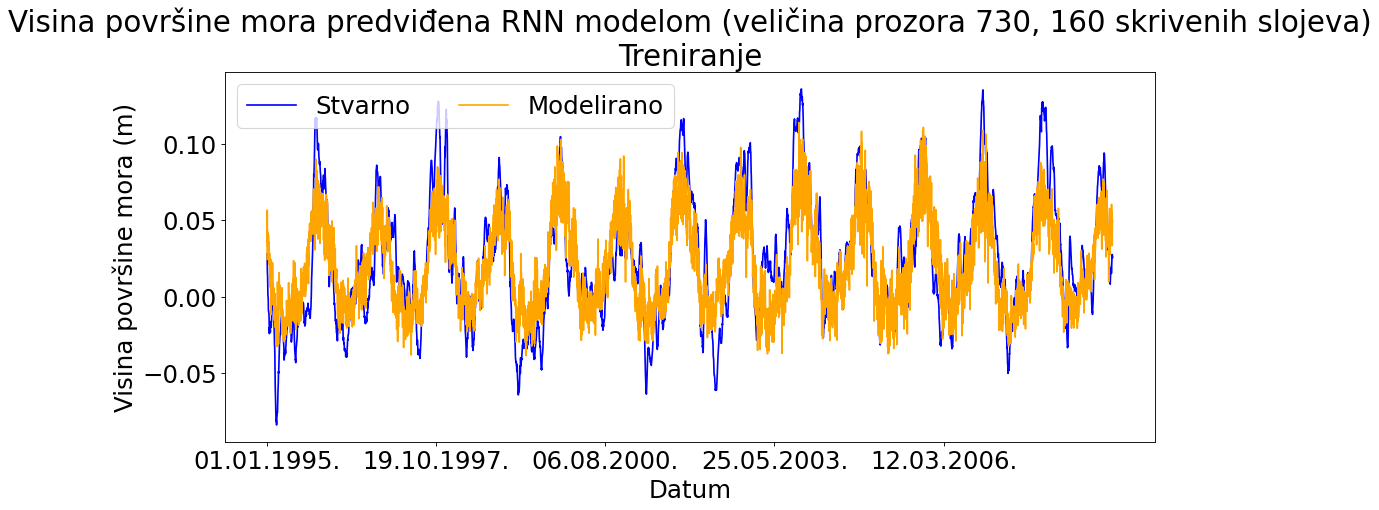 Visina površine mora predviđena RNN modelom (veličina prozora 730, 160 skrivenih slojeva)
Treniranje
Stvarno Modelirano
Visina površine mora (m)
0.10
0.05
0.00
−0.05
01.01.1995. 19.10.1997. 06.08.2000. 25.05.2003. 12.03.2006.
Datum